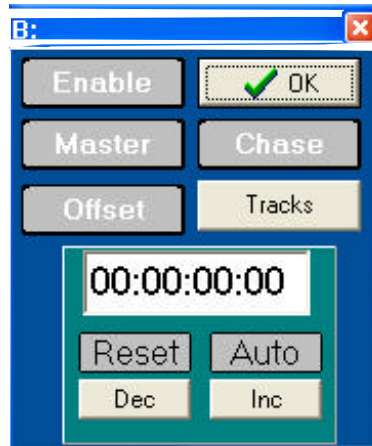 B:
Enable OK
Master Chase
Offset Tracks
00:00:00:00
Reset Auto
Dec Inc